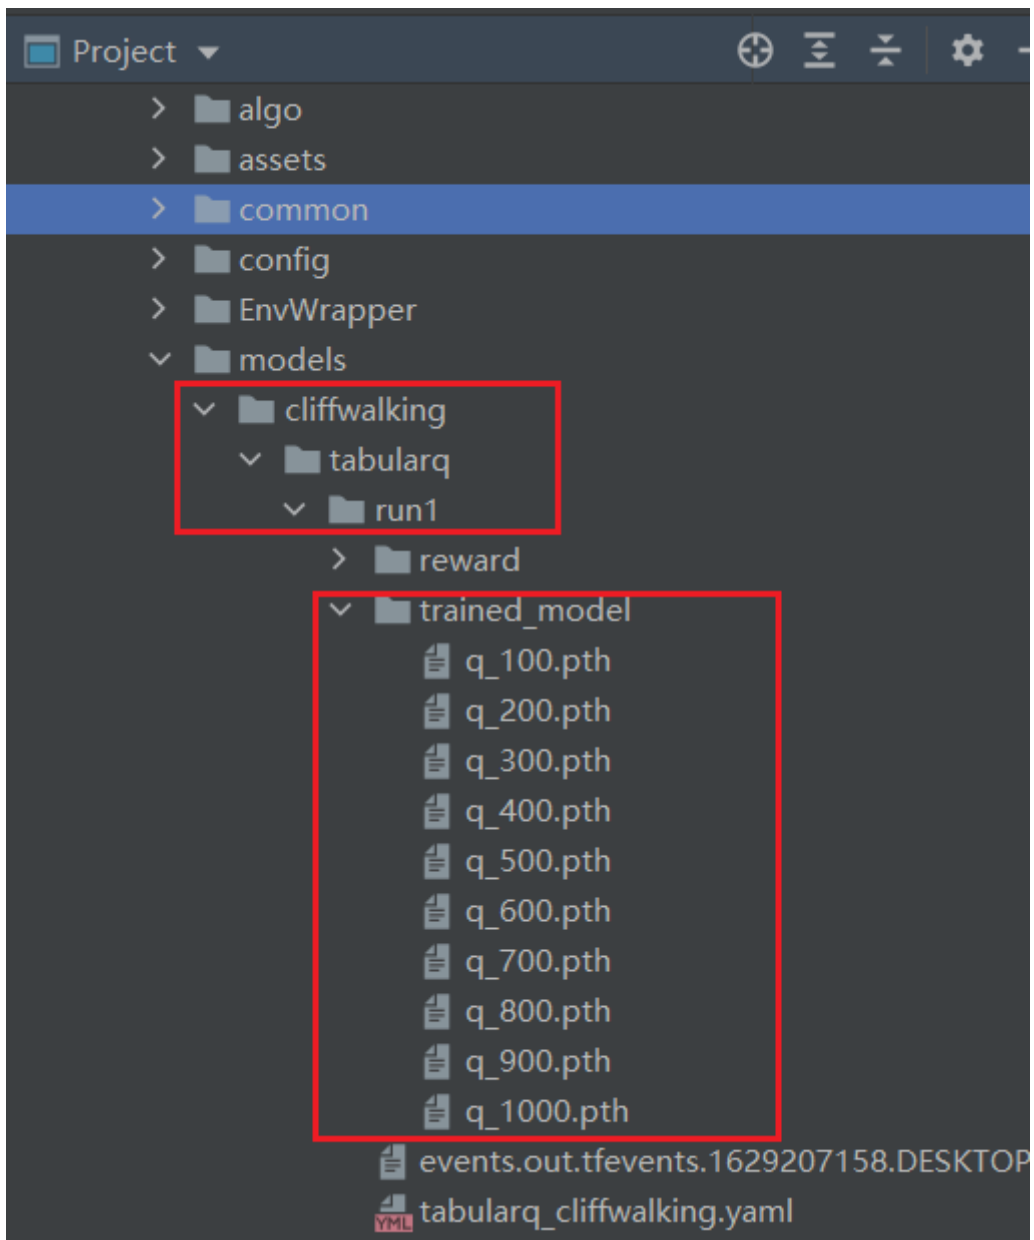 Project
algo
assets
common
config
EnvWrapper
models
cliffwalking
tabularq
run1
reward
trained_model
q_100.pth
q_200.pth
q_300.pth
q_400.pth
q_500.pth
q_600.pth
q_700.pth
q_800.pth
q_900.pth
q_1000.pth
events.out.tfevents.1629207158.DESKTOP
YML
tabularq_cliffwalking.yaml